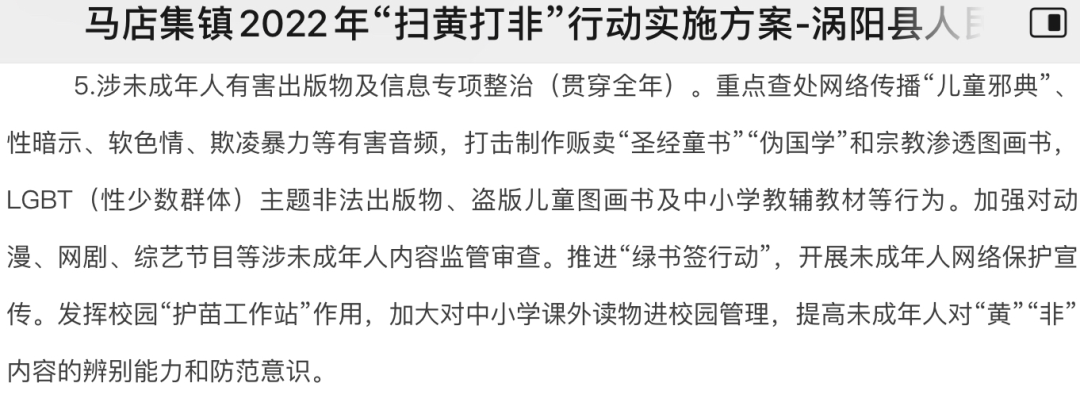 马店集镇2022年“扫黄打非”行动实施方案-涡阳县人民
5.涉未成年人有害出版物及信息专项整治（贯穿全年）。重点查处网络传播“儿童邪典”、
性暗示、软色情、欺凌暴力等有害音频，打击制作贩卖“圣经童书”“伪国学”和宗教渗透图画书，
LGBT（性少数群体）主题非法出版物、盗版儿童图画书及中小学教辅教材等行为。加强对动
漫、网剧、综艺节目等涉未成年人内容监管审查。推进“绿书签行动”，开展未成年人网络保护宣
传。发挥校园“护苗工作站”作用，加大对中小学课外读物进校园管理，提高未成年人对“黄”“非”
内容的辨别能力和防范意识。